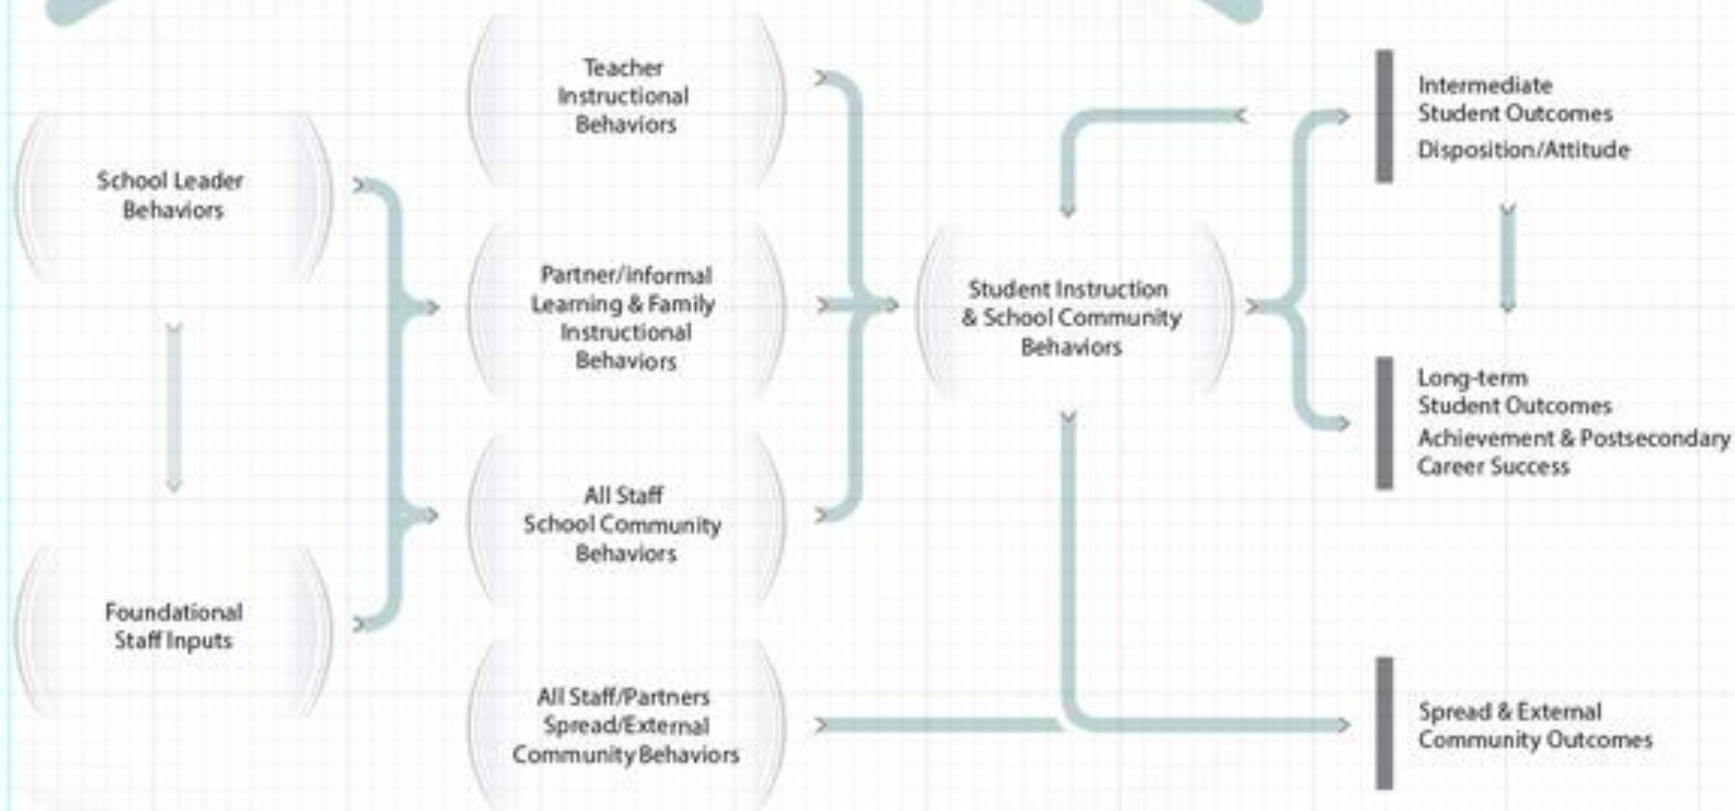 School Leader
Behaviors
Foundational
Staff Inputs
Teacher
Instructional
Behaviors
Partner/informal
Learning & Family
Instructional
Behaviors
All Staff
School Community
Behaviors
All Staff/Partners
Spread/External
Community Behaviors
Student Instruction
& School Community
Behaviors
Intermediate
Student Outcomes
Disposition/Attitude
Long-term
Student Outcomes
Achievement & Postsecondary
Career Success
Spread & External
Community Outcomes